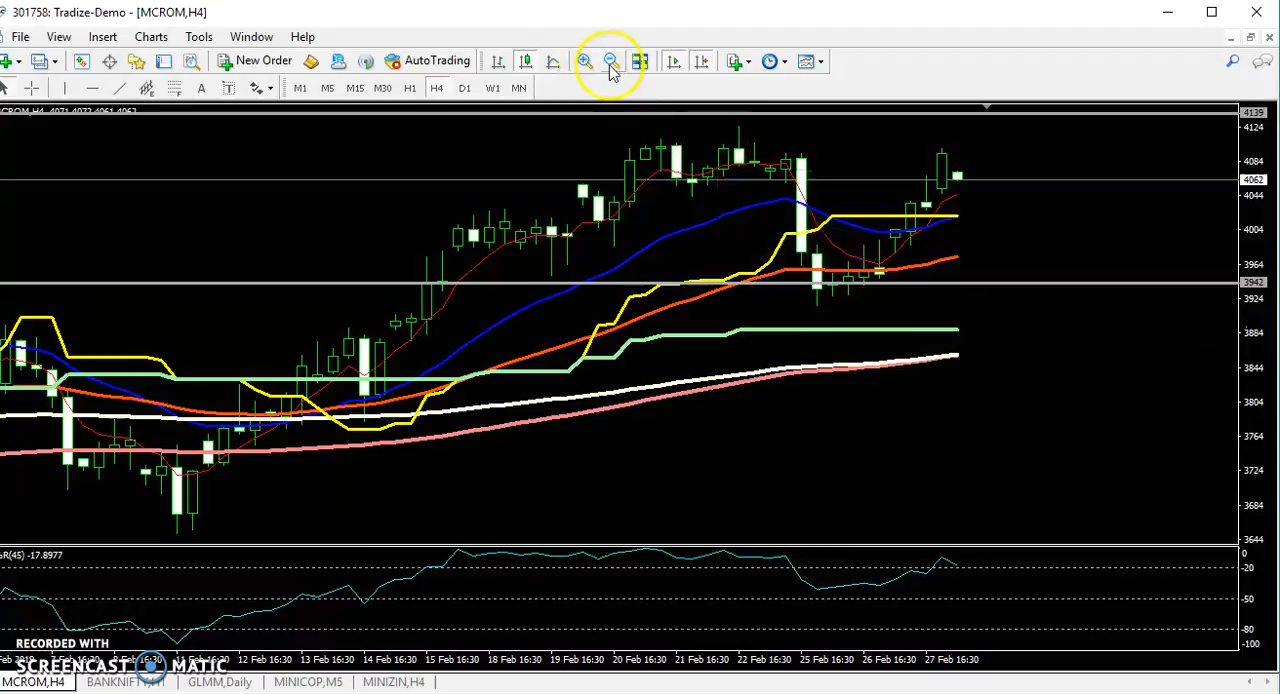 301758: Tradize-Demo - [MCROM,H4]
File View Insert Charts Tools Window Help
New Order AutoTrading
A T M1 M5 M15 M30 H1 H4 D1 W1 MN
4139
4124
4084
4062
4044
4004
3964
3942
3924
3884
3844
3804
3764
3724
3684
3644
R(45) -17.8977
0
-20
-50
-80
-100
RECORDED WITH
SCREENCAST MATIC
12 Feb 16:30 13 Feb 16:30 14 Feb 16:30 15 Feb 16:30 18 Feb 16:30 19 Feb 16:30 20 Feb 16:30 21 Feb 16:30 22 Feb 16:30 25 Feb 16:30 26 Feb 16:30 27 Feb 16:30
MCROM,H4 GLMM,Daily MINICOP,M5 MINIZIN,H4